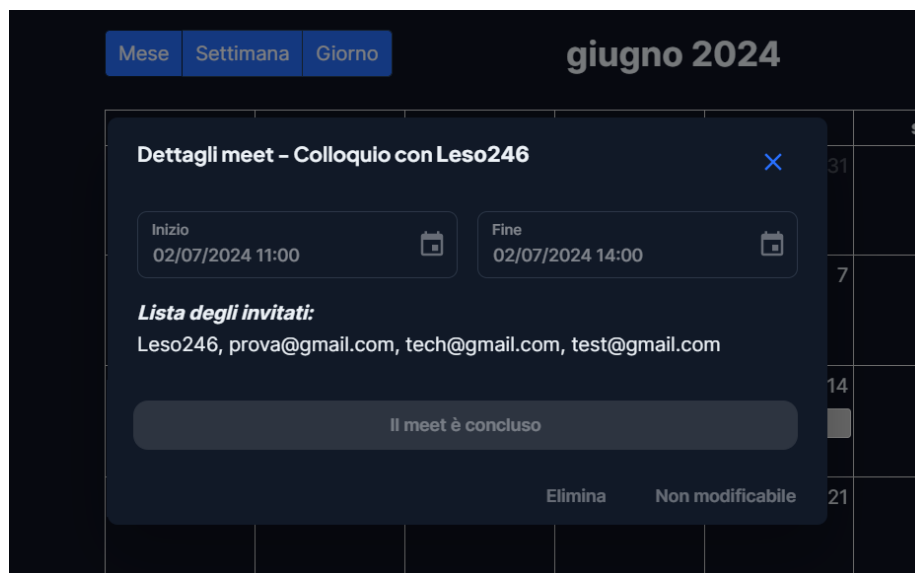 Mese Settimana Giorno
giugno 2024
Dettagli meet – Colloquio con Leso246
31
Inizio
02/07/2024 11:00
Fine
02/07/2024 14:00
7
Lista degli invitati:
Leso246, prova@gmail.com, tech@gmail.com, test@gmail.com
14
Il meet è concluso
Elimina Non modificabile
21